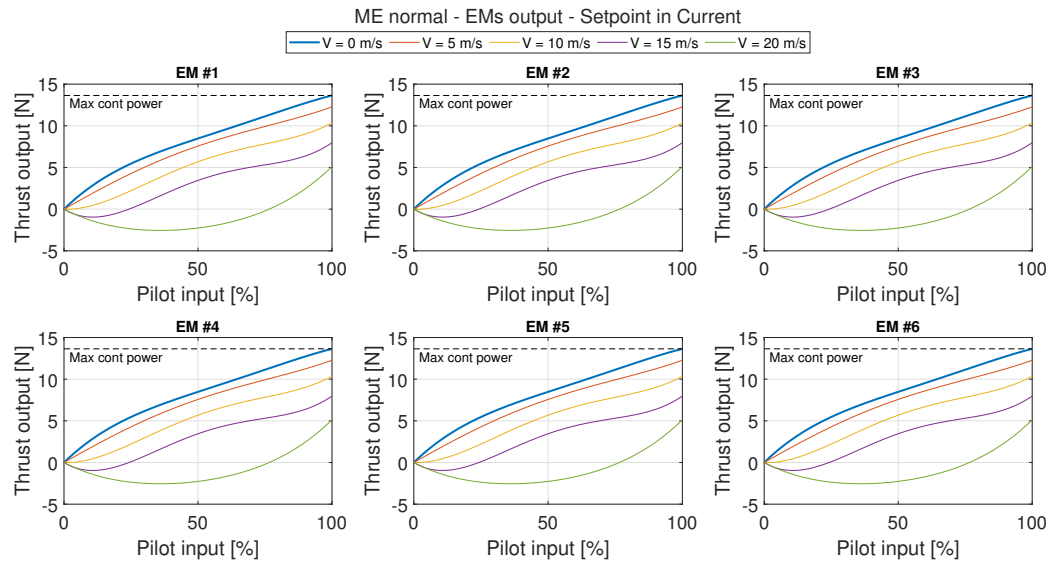 ME normal - EMs output - Setpoint in Current
V = 0 m/s V = 5 m/s V = 10 m/s V = 15 m/s V = 20 m/s
EM #1
15
10
5
0
-5
Thrust output [N]
Max cont power
0 50 100
Pilot input [%]
EM #2
15
10
5
0
-5
Thrust output [N]
Max cont power
0 50 100
Pilot input [%]
EM #3
15
10
5
0
-5
Thrust output [N]
Max cont power
0 50 100
Pilot input [%]
EM #4
15
10
5
0
-5
Thrust output [N]
Max cont power
0 50 100
Pilot input [%]
EM #5
15
10
5
0
-5
Thrust output [N]
Max cont power
0 50 100
Pilot input [%]
EM #6
15
10
5
0
-5
Thrust output [N]
Max cont power
0 50 100
Pilot input [%]